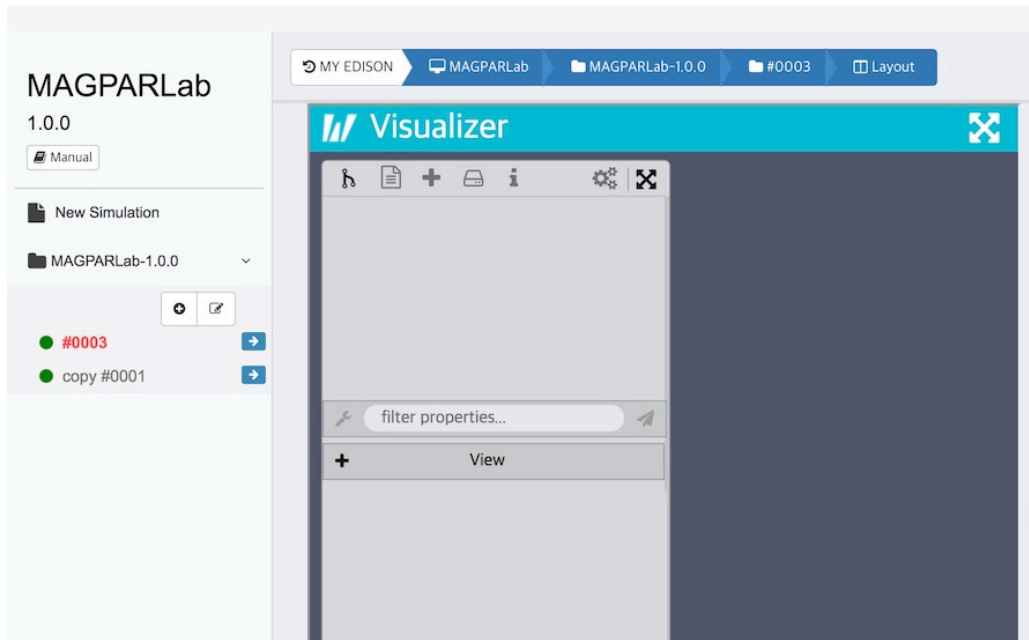 MAGPARLab
1.0.0
Manual
New Simulation
MAGPARLab-1.0.0
#0003
copy #0001
MY EDISON MAGPARLab MAGPARLab-1.0.0 #0003 Layout
Visualizer
filter properties...
View